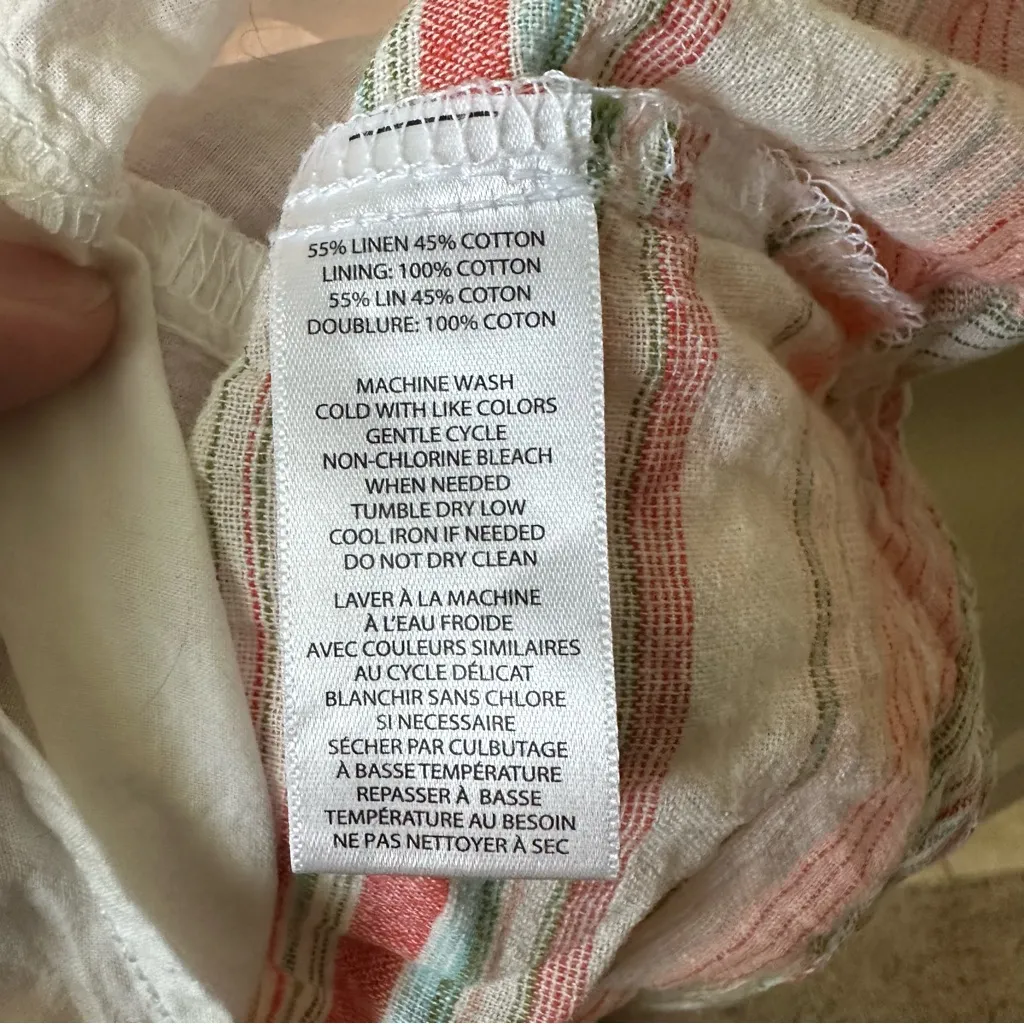 55% LINEN 45% COTTON
LINING: 100% COTTON
55% LIN 45% COTON
DOUBLURE: 100% COTON
MACHINE WASH
COLD WITH LIKE COLORS
GENTLE CYCLE
NON-CHLORINE BLEACH
WHEN NEEDED
TUMBLE DRY LOW
COOL IRON IF NEEDED
DO NOT DRY CLEAN
LAVER À LA MACHINE
À L'EAU FROIDE
AVEC COULEURS SIMILAIRES
AU CYCLE DÉLICAT
BLANCHIR SANS CHLORE
SI NECESSAIRE
SÉCHER PAR CULBUTAGE
À BASSE TEMPÉRATURE
REPASSER À BASSE
TEMPÉRATURE AU BESOIN
NE PAS NETTOYER À SEC